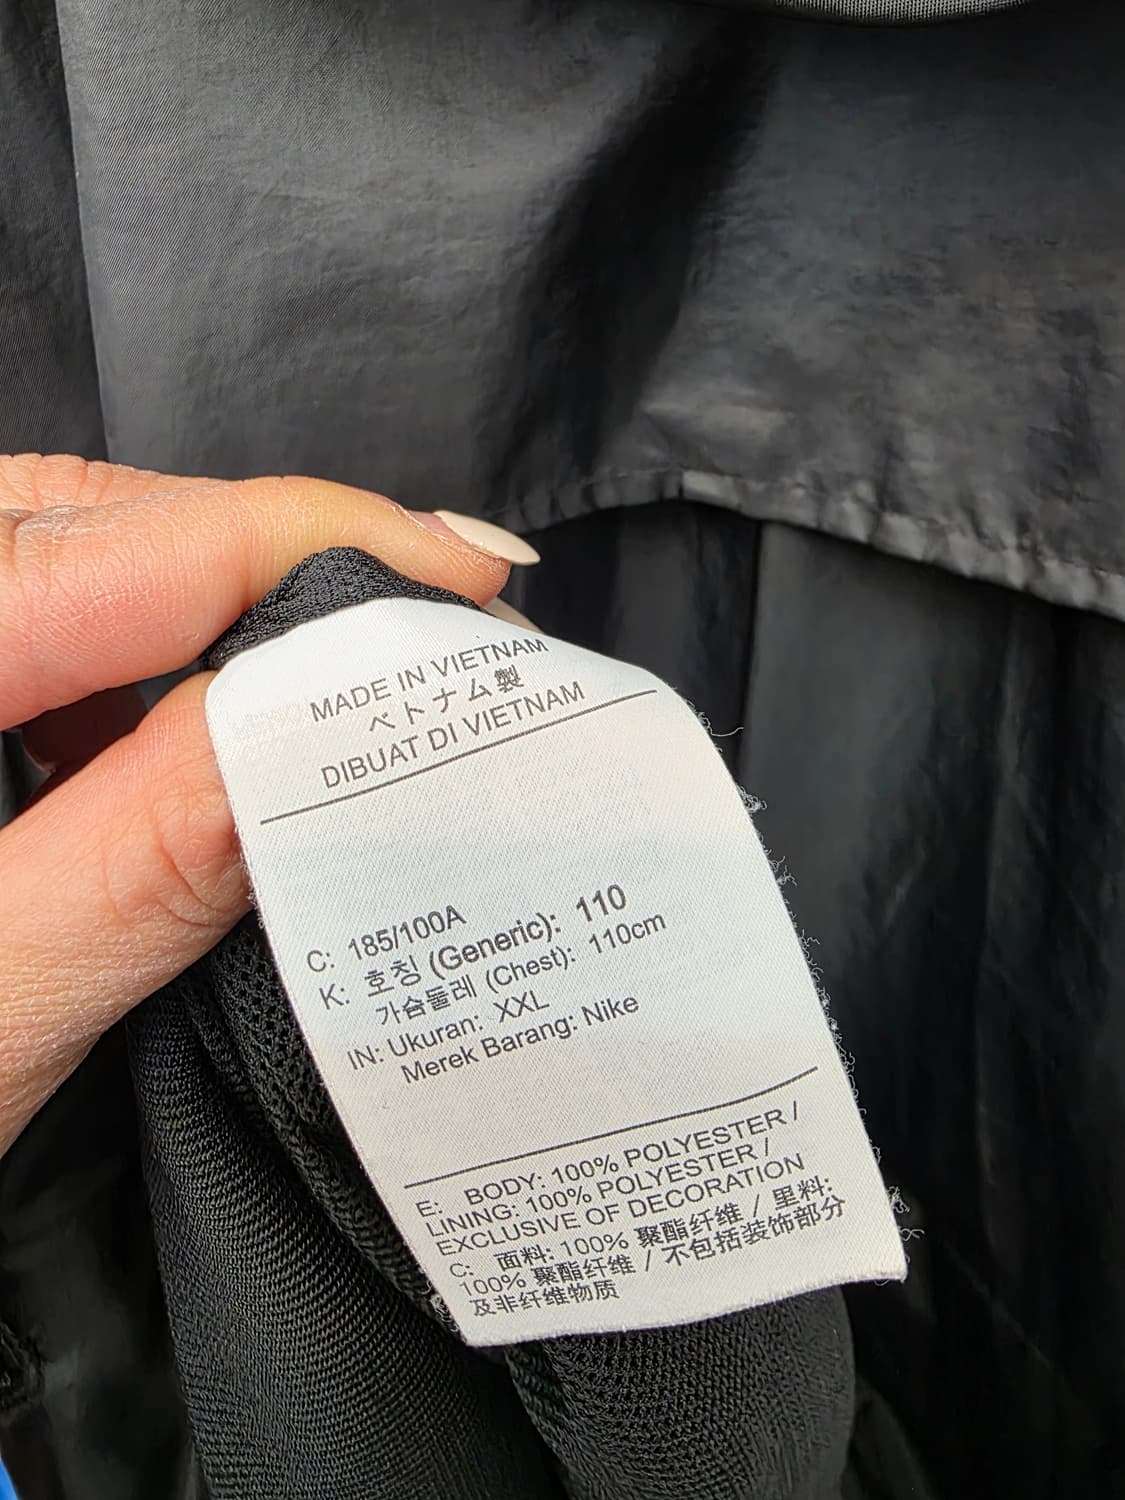 MADE IN VIETNAM
ベトナム製
DIBUAT DI VIETNAM
C: 185/100A
K: 호칭 (Generic): 110
가슴둘레 (Chest): 110cm
IN: Ukuran: XXL
Merek Barang: Nike
E: BODY: 100% POLYESTER /
LINING: 100% POLYESTER /
EXCLUSIVE OF DECORATION
C: 面料: 100% 聚酯纤维 / 里料:
100% 聚酯纤维 / 不包括装饰部分
及非纤维物质